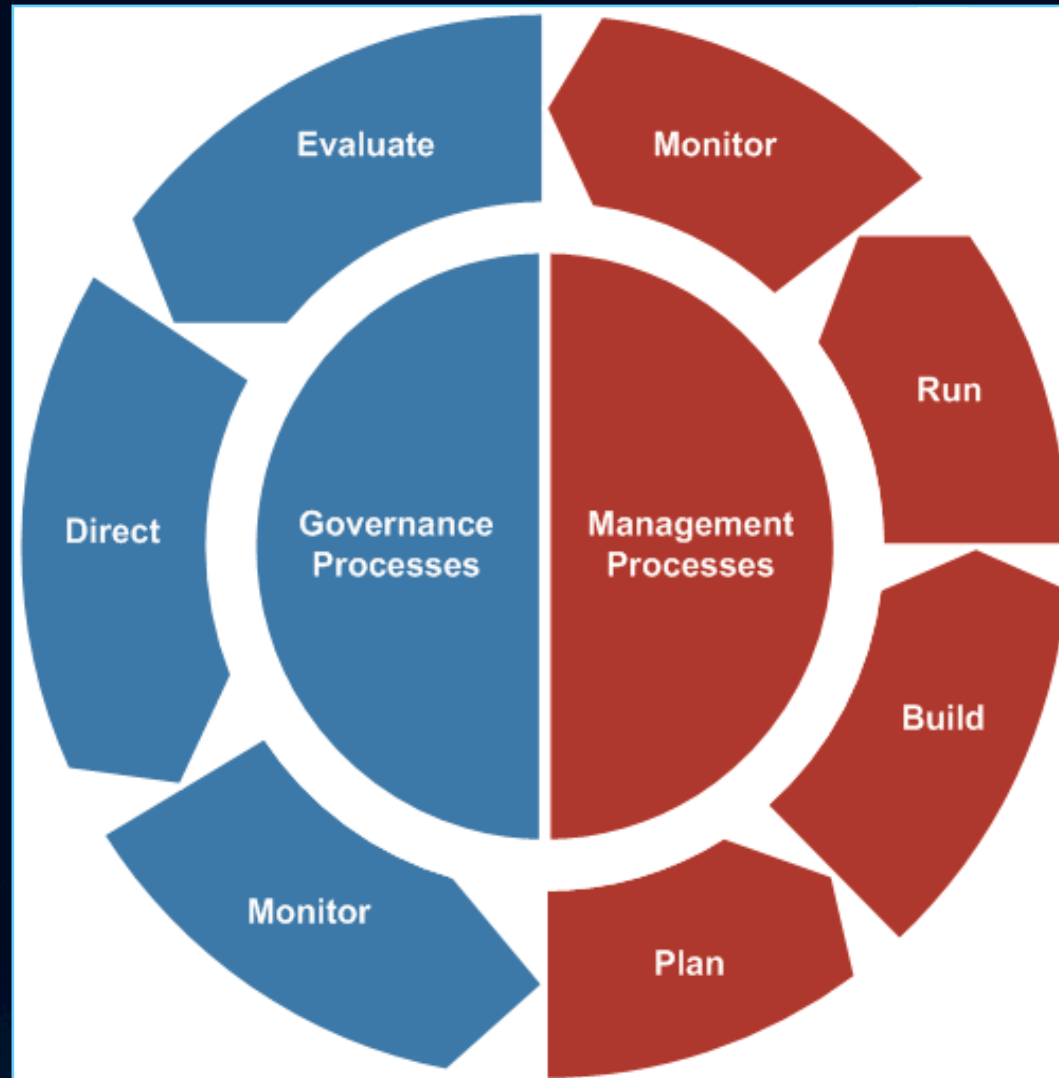 Evaluate
Monitor
Run
Direct
Governance
Processes
Management
Processes
Build
Monitor
Plan